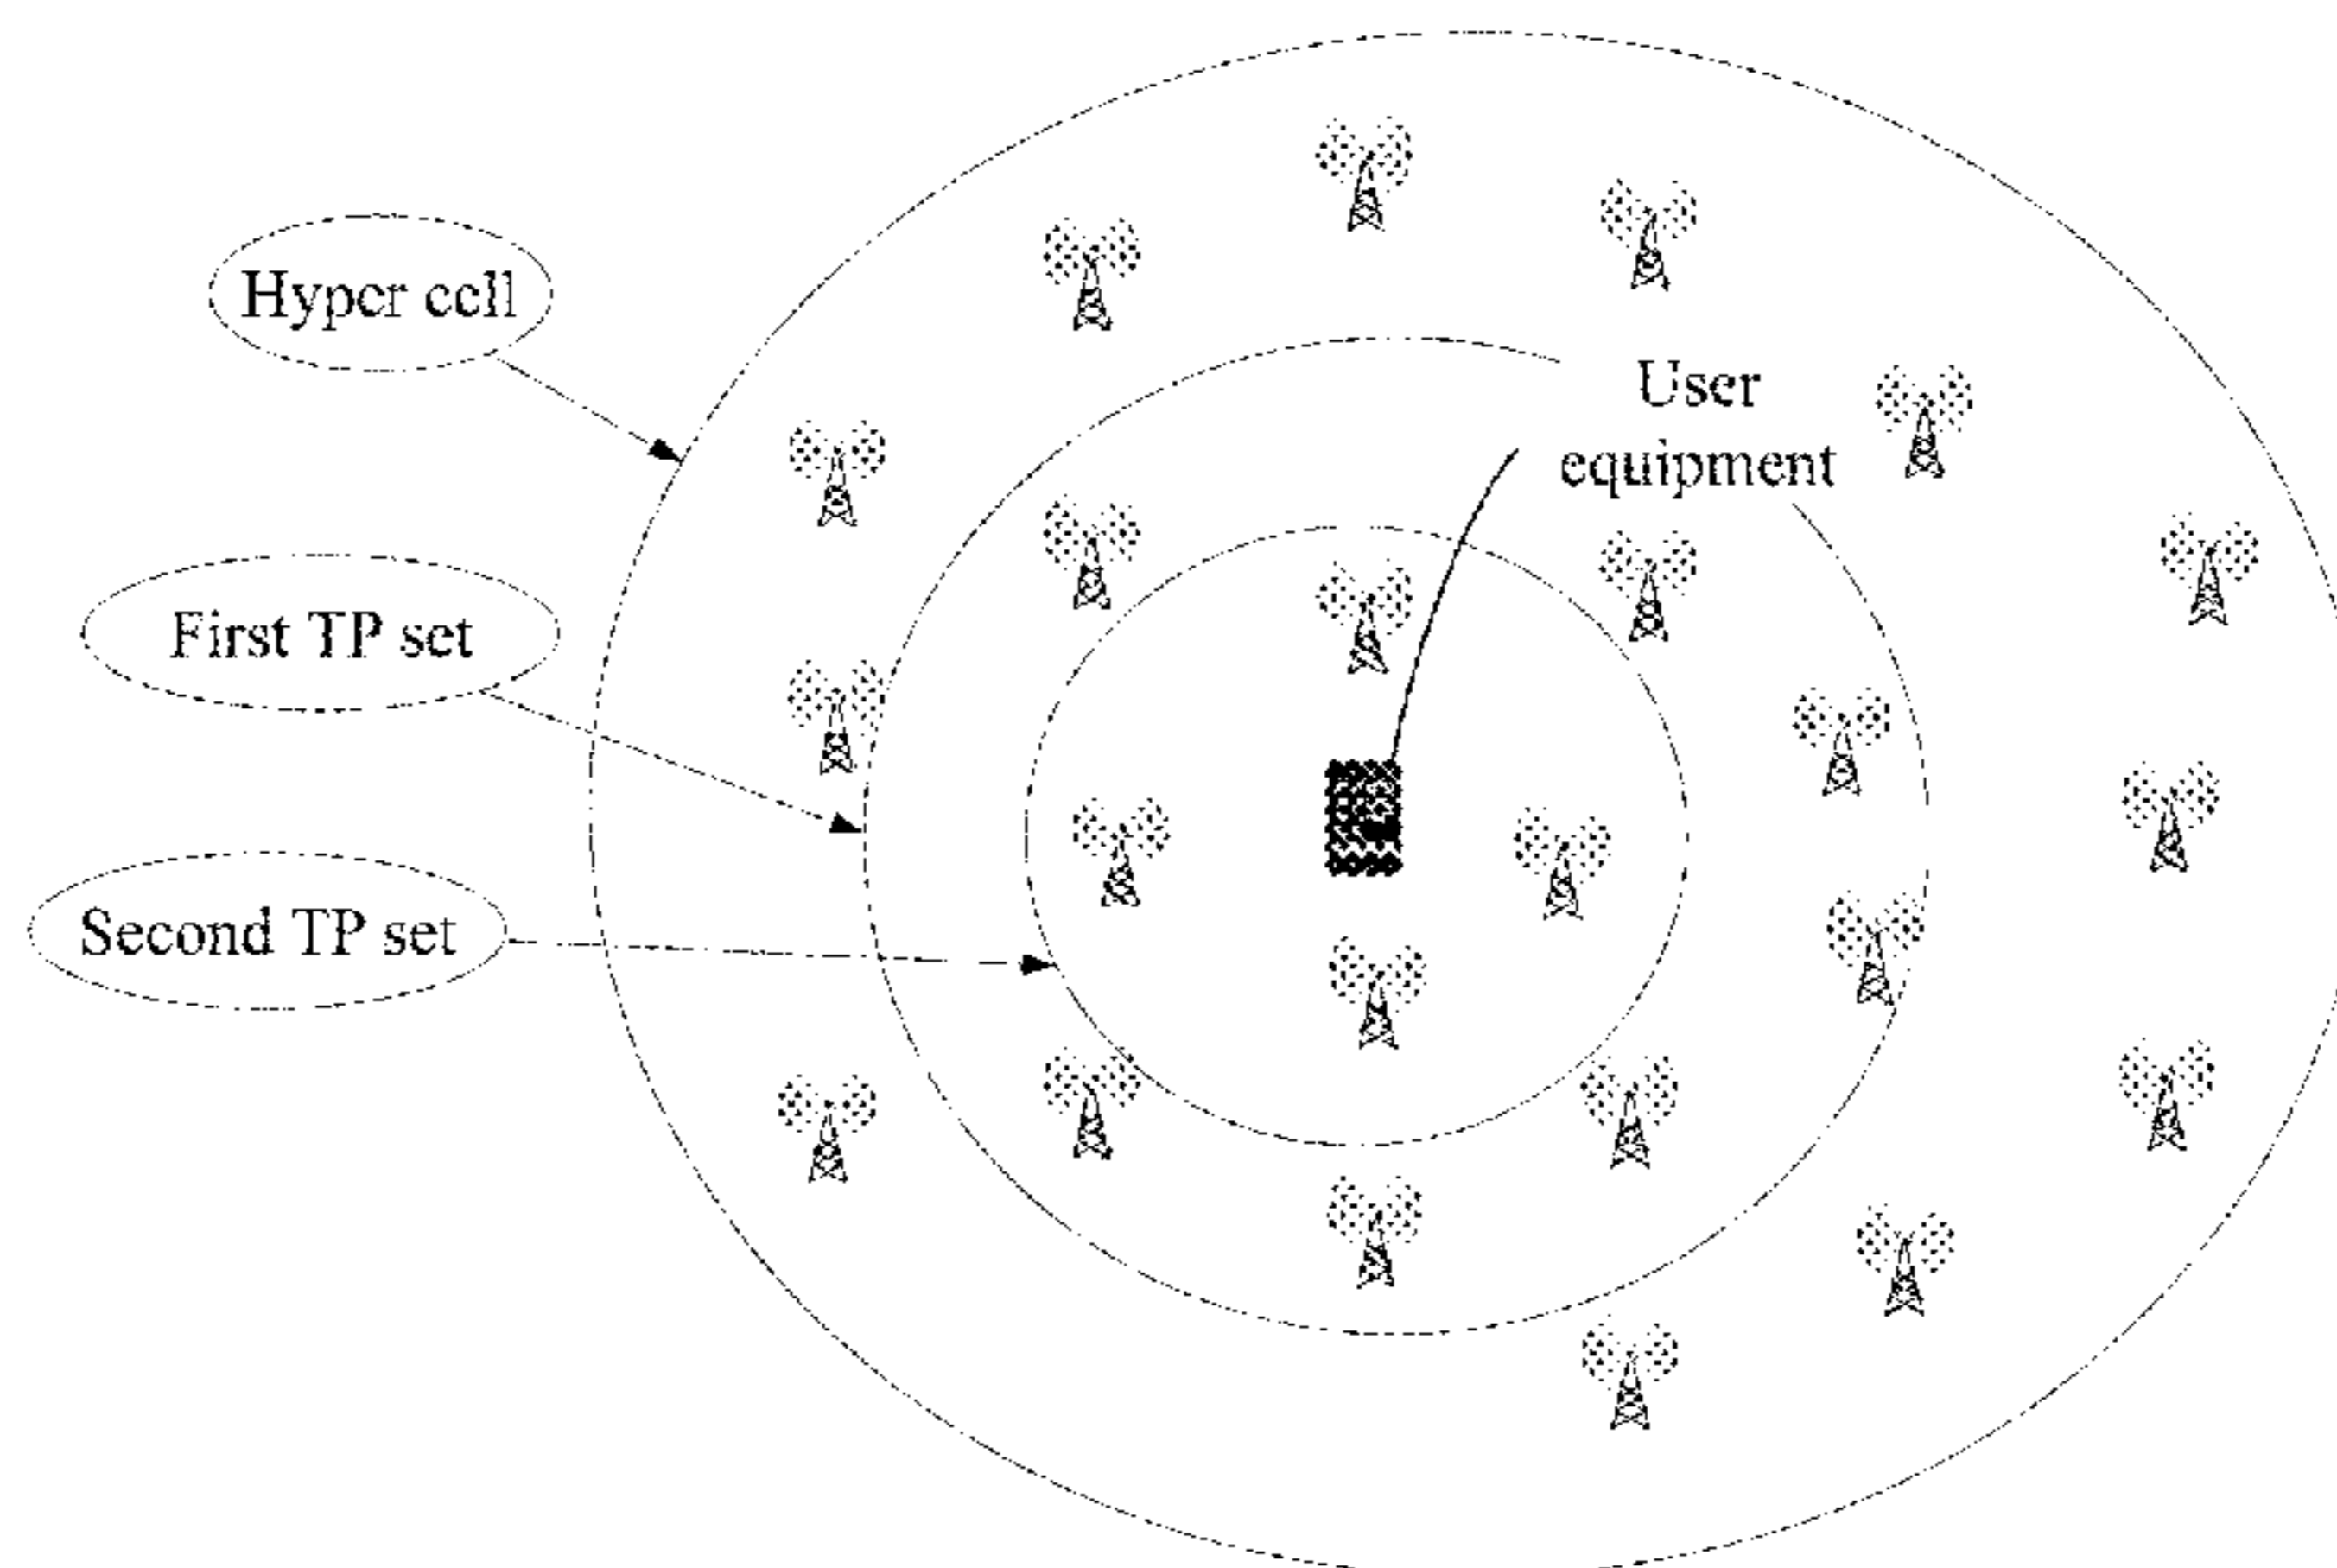 Hyper cell
User
equipment
First TP set
Second TP set